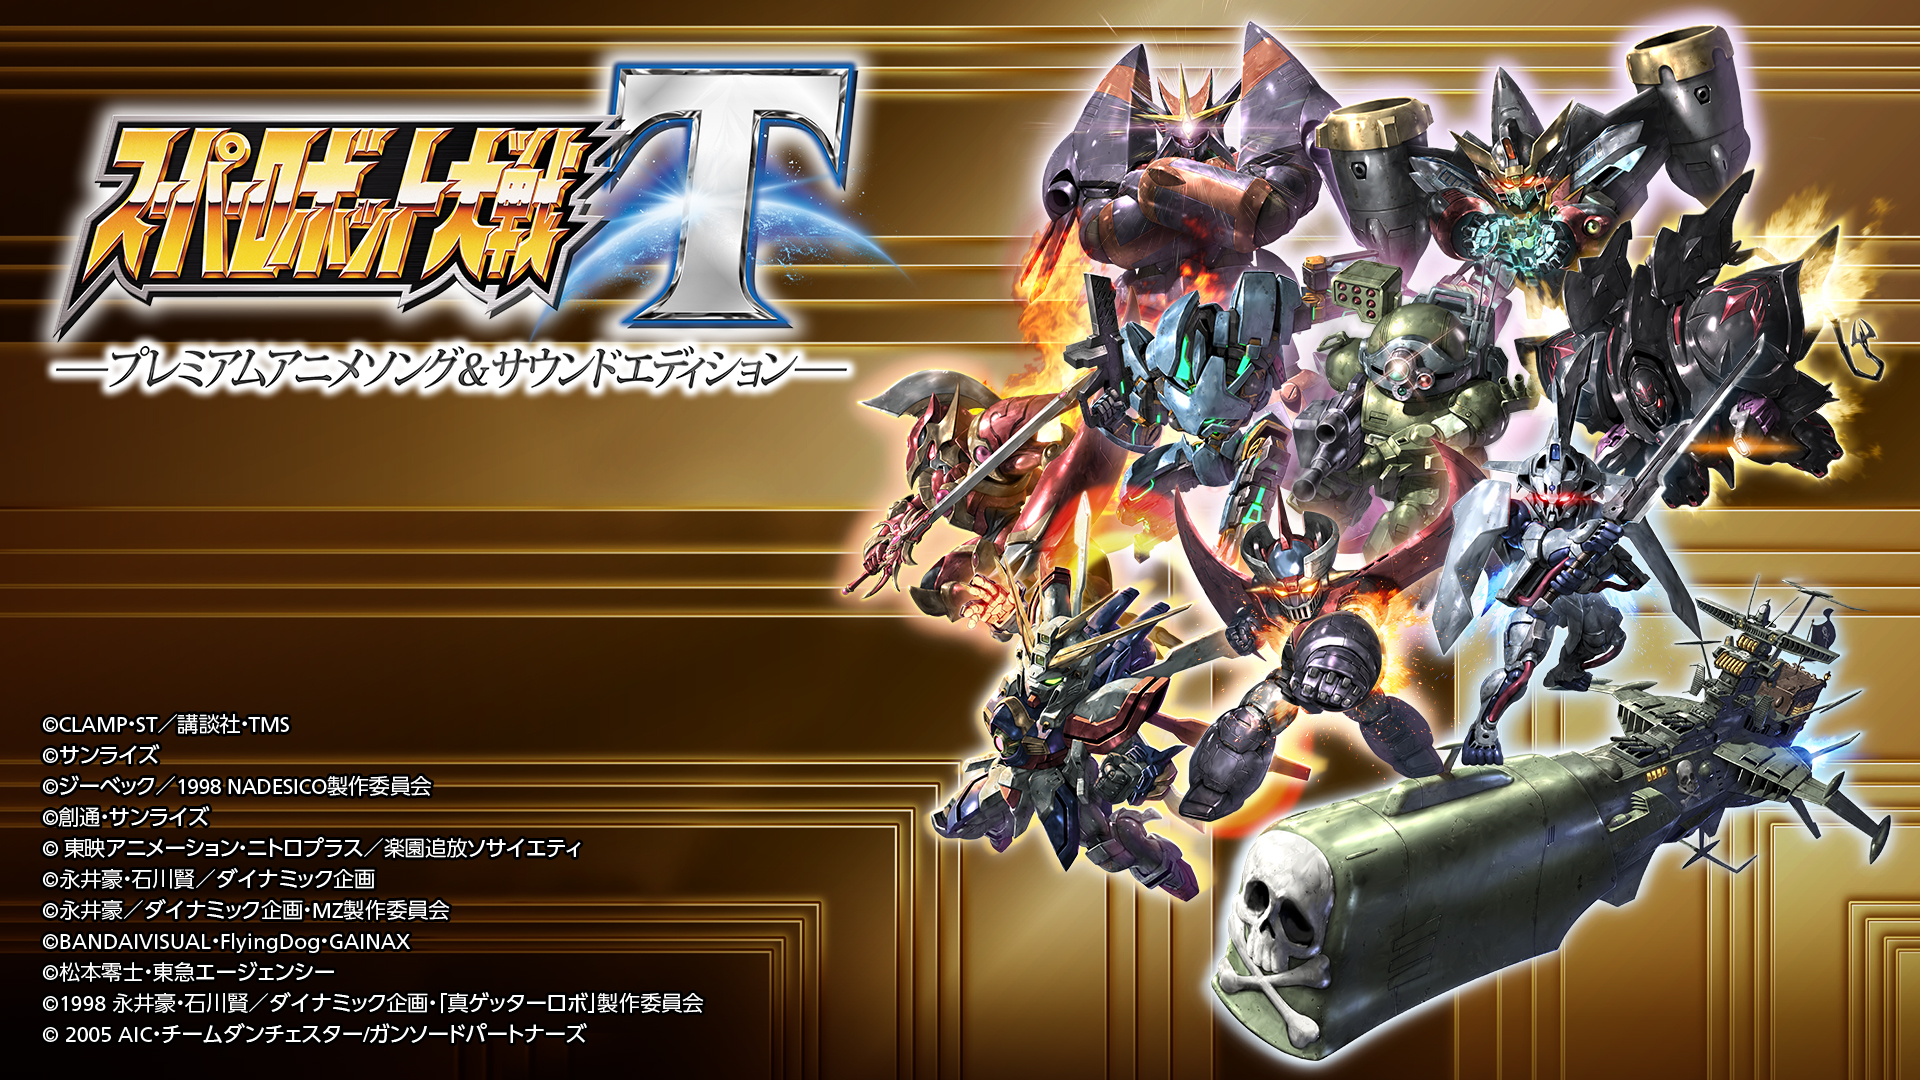 スーパーロボット大戦T
―プレミアムアニメソング&サウンドエディション―
©CLAMP・ST／講談社・TMS
©サンライズ
©ジーベック／1998 NADESICO製作委員会
©創通・サンライズ
© 東映アニメーション・ニトロプラス／楽園追放ソサイエティ
©永井豪・石川賢／ダイナミック企画
©永井豪／ダイナミック企画・MZ製作委員会
©BANDAIVISUAL・FlyingDog・GAINAX
©松本零士・東急エージェンシー
©1998 永井豪・石川賢／ダイナミック企画・「真ゲッターロボ」製作委員会
© 2005 AIC・チームダンチェスター/ガンソードパートナーズ